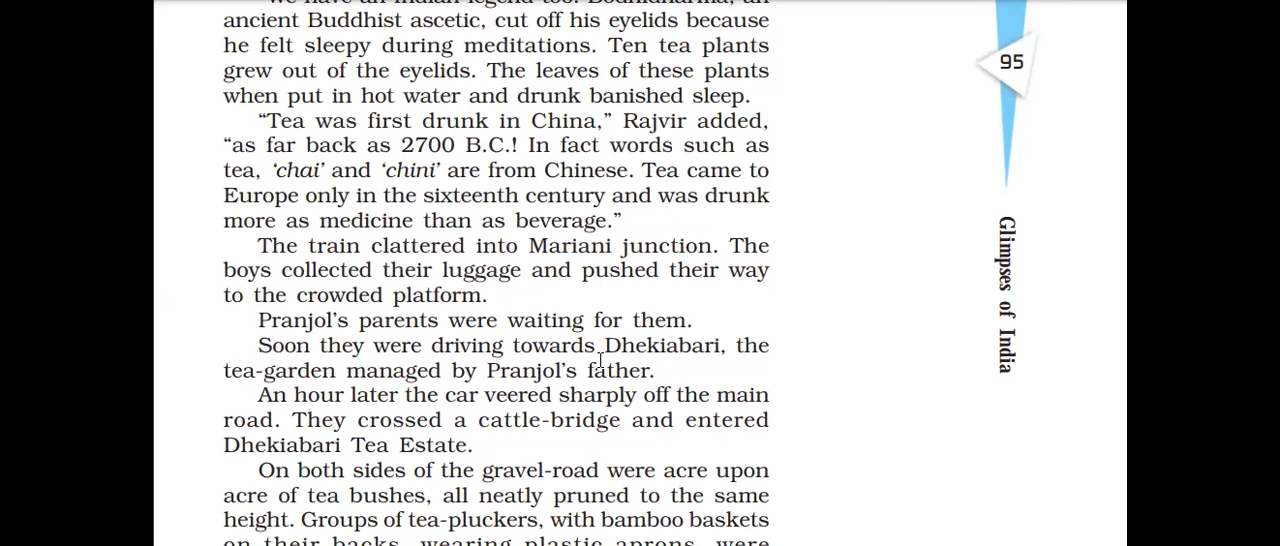 ancient Buddhist ascetic, cut off his eyelids because
he felt sleepy during meditations. Ten tea plants
grew out of the eyelids. The leaves of these plants
when put in hot water and drunk banished sleep.
“Tea was first drunk in China,” Rajvir added,
“as far back as 2700 B.C.! In fact words such as
tea, ‘chai’ and ‘chini’ are from Chinese. Tea came to
Europe only in the sixteenth century and was drunk
more as medicine than as beverage.”
The train clattered into Mariani junction. The
boys collected their luggage and pushed their way
to the crowded platform.
Pranjol’s parents were waiting for them.
Soon they were driving towards Dhekiabari, the
tea-garden managed by Pranjol’s father.
An hour later the car veered sharply off the main
road. They crossed a cattle-bridge and entered
Dhekiabari Tea Estate.
On both sides of the gravel-road were acre upon
acre of tea bushes, all neatly pruned to the same
height. Groups of tea-pluckers, with bamboo baskets
on their backs, wearing plastic aprons, were
95
Glimpses of India